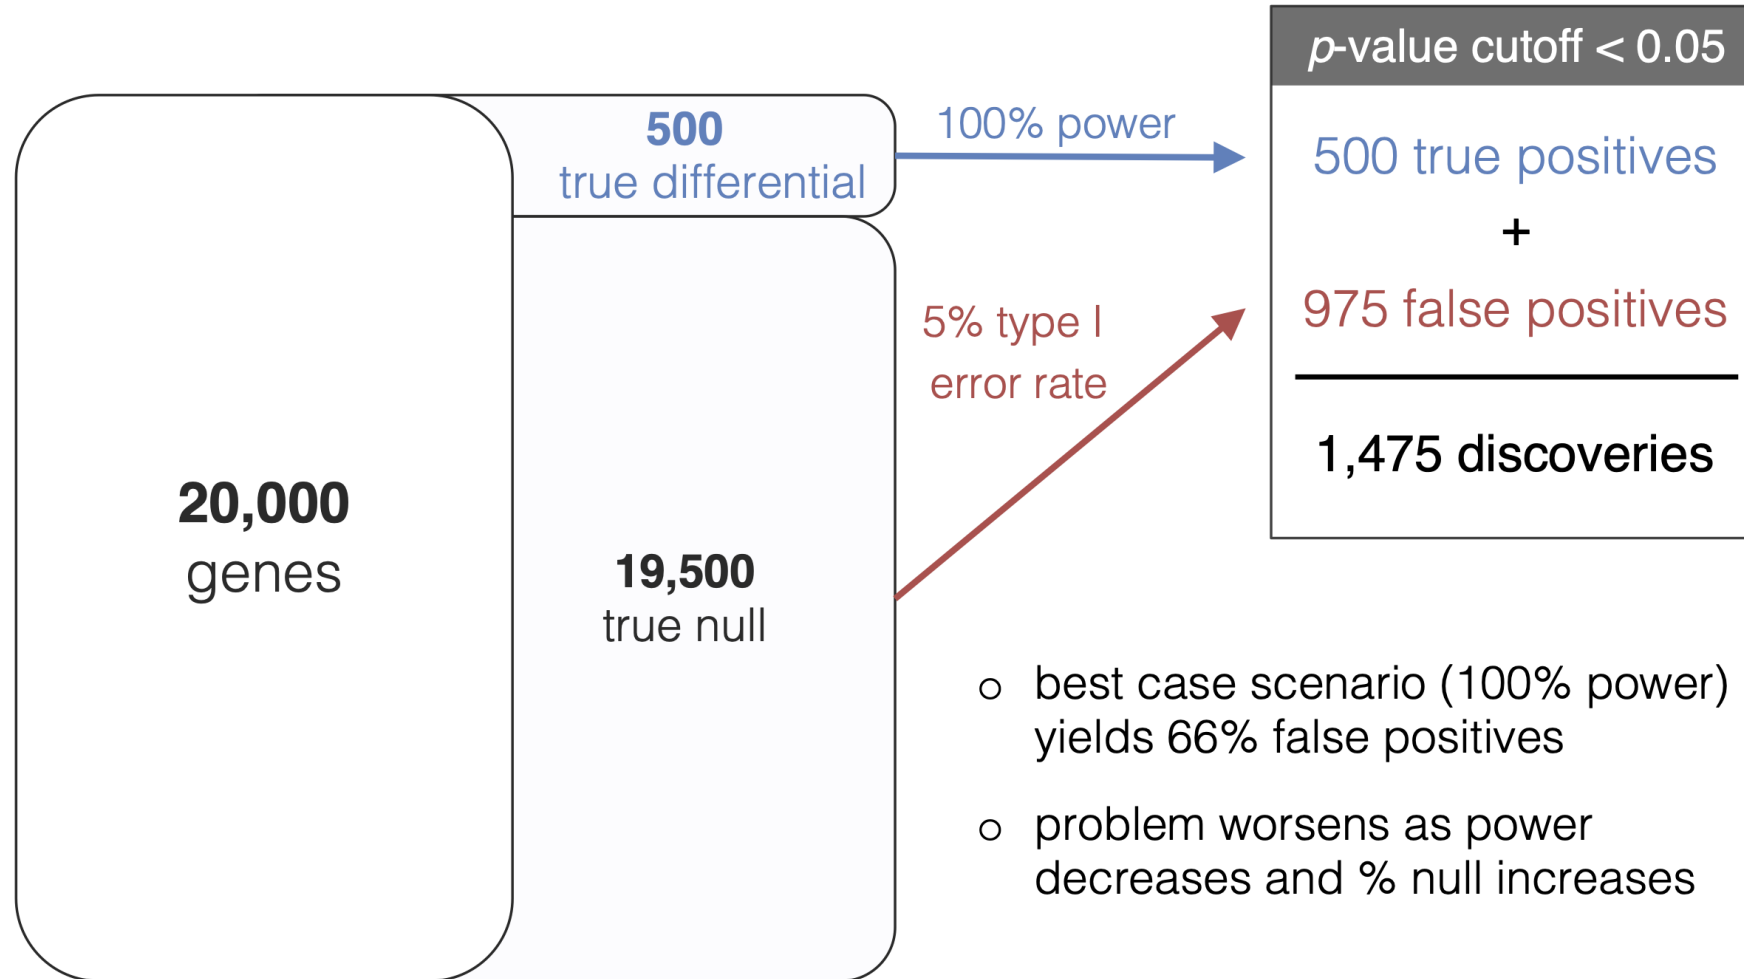 20,000
genes
500
true differential
19,500
true null
100% power
5% type I
error rate
p-value cutoff < 0.05
500 true positives
+
975 false positives
1,475 discoveries
○ best case scenario (100% power)
yields 66% false positives
○ problem worsens as power
decreases and % null increases